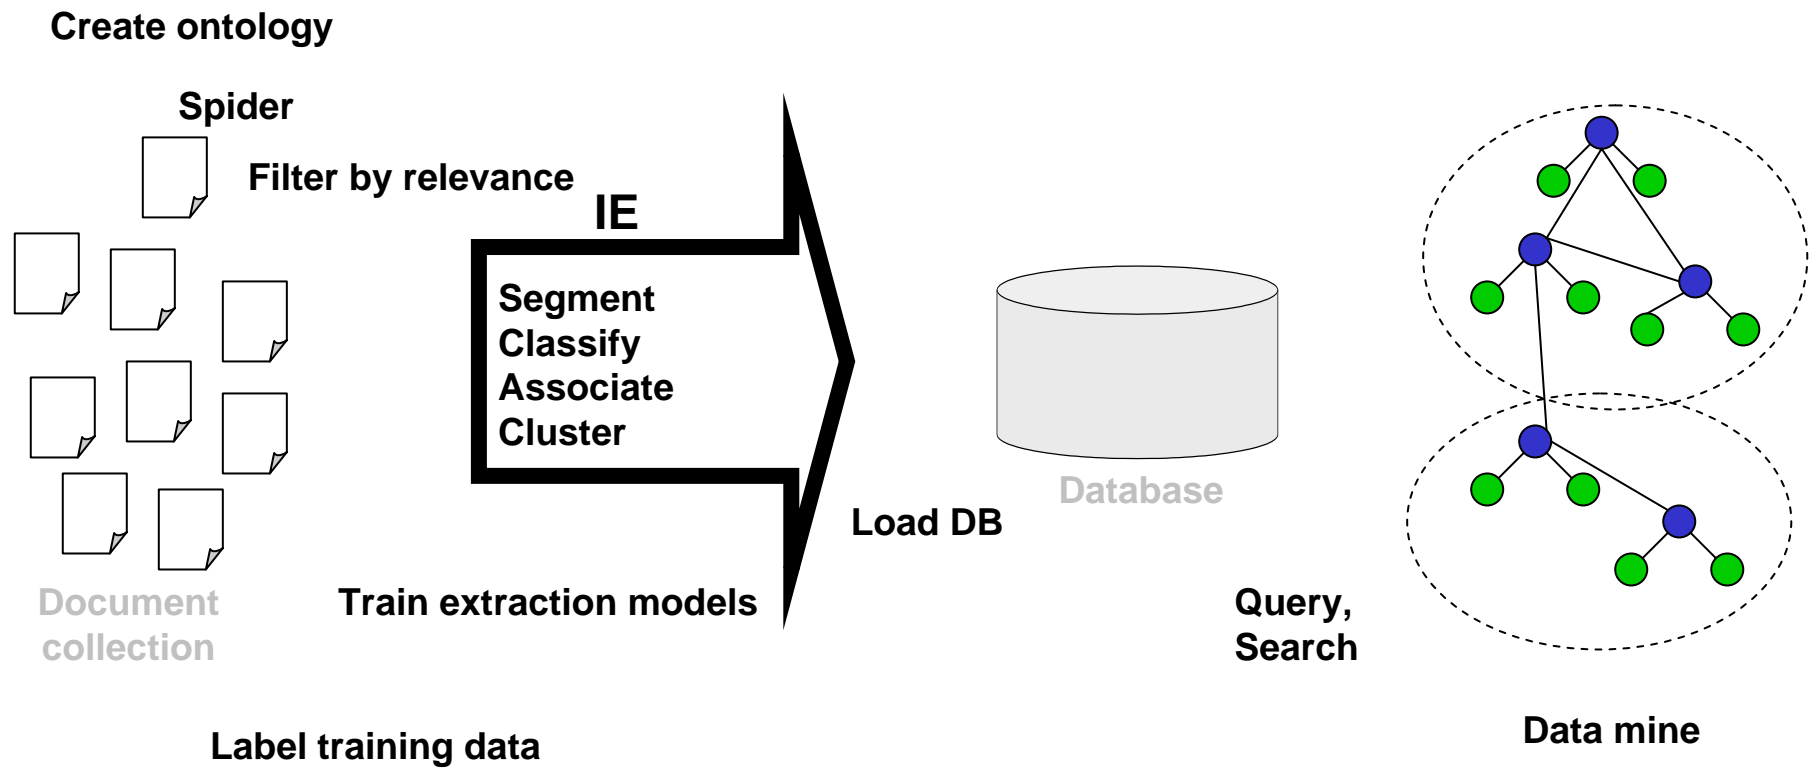 Create ontology
Spider
Filter by relevance
IE
Segment
Classify
Associate
Cluster
Database
Load DB
Document
collection
Train extraction models
Query,
Search
Label training data
Data mine